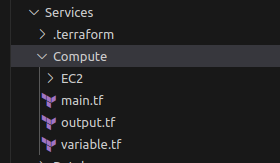 Services
.terraform
Compute
EC2
main.tf
output.tf
variable.tf